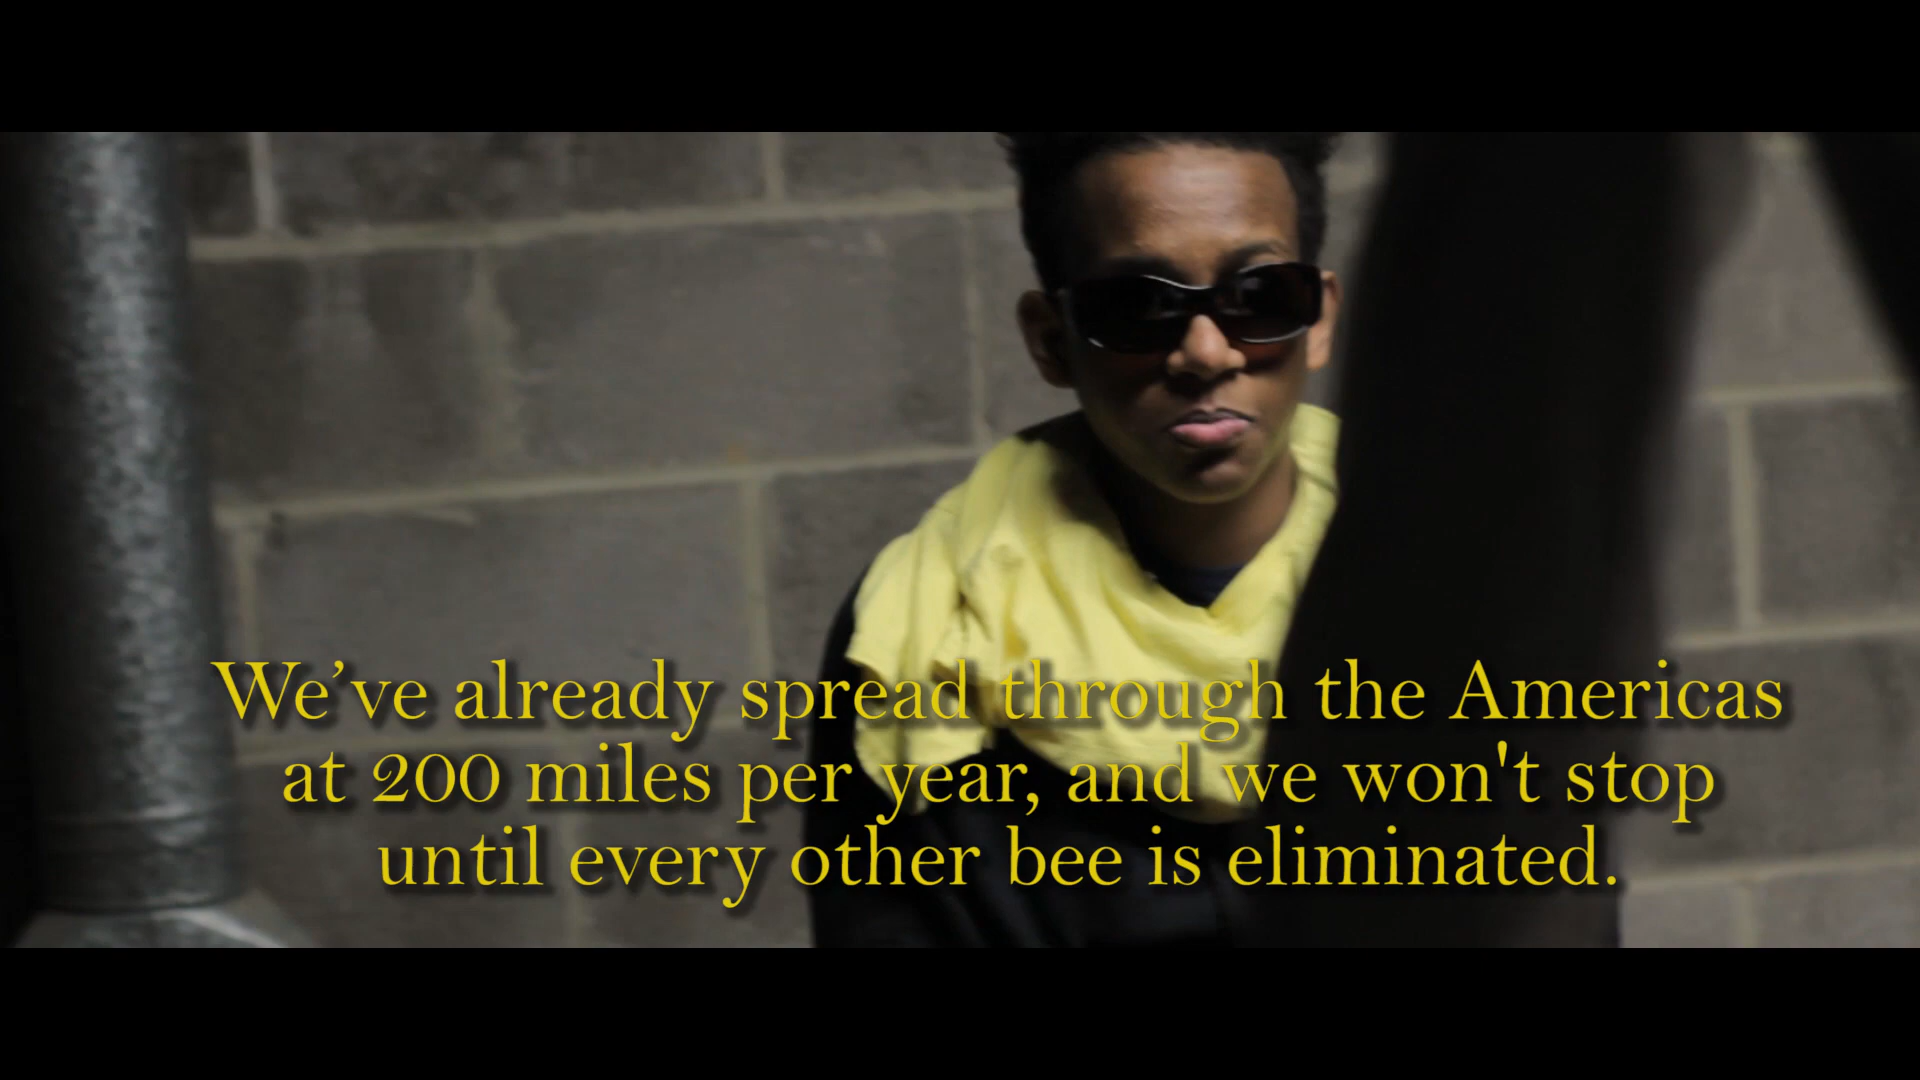 We’ve already spread through the Americas
at 200 miles per year, and we won't stop
until every other bee is eliminated.